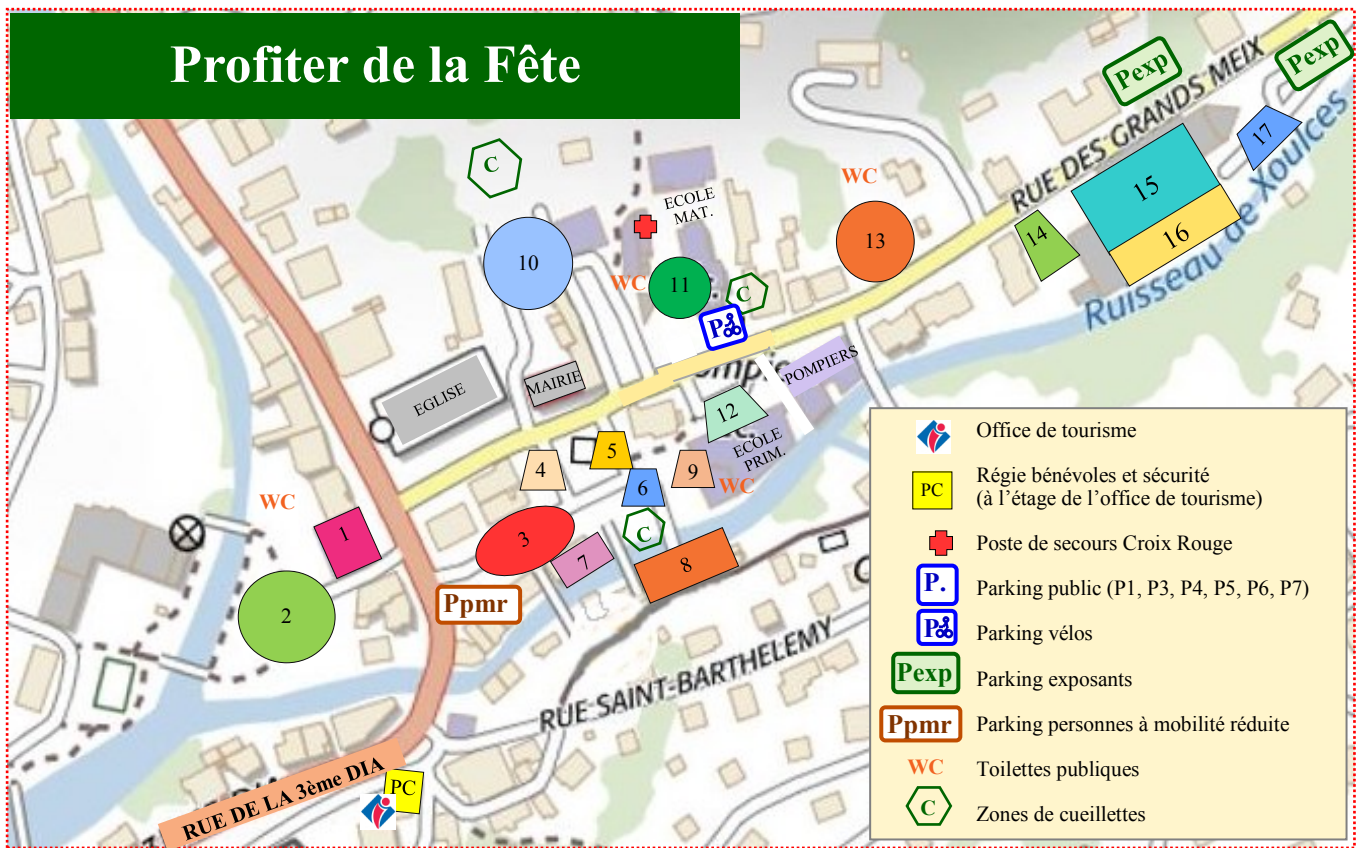 Profiter de la Fête
Pexp
Pexp
RUE DES GRANDS MEIX
17
C
WC
ECOLE
MAT.
15
14
16
13
10
WC
11
C
P
Ruisseau de Xoulces
POMPIERS
MAIRIE
EGLISE
12
ECOLE
PRIM.
5
4
9
6
WC
WC
1
3
C
7
8
Ppmr
2
RUE SAINT-BARTHELEMY
RUE DE LA 3ème DIA
PC
Office de tourisme
PC
Régie bénévoles et sécurité
(à l'étage de l'office de tourisme)
Poste de secours Croix Rouge
P.
Parking public (P1, P3, P4, P5, P6, P7)
P
Parking vélos
Pexp
Parking exposants
Ppmr
Parking personnes à mobilité réduite
WC
Toilettes publiques
C
Zones de cueillettes